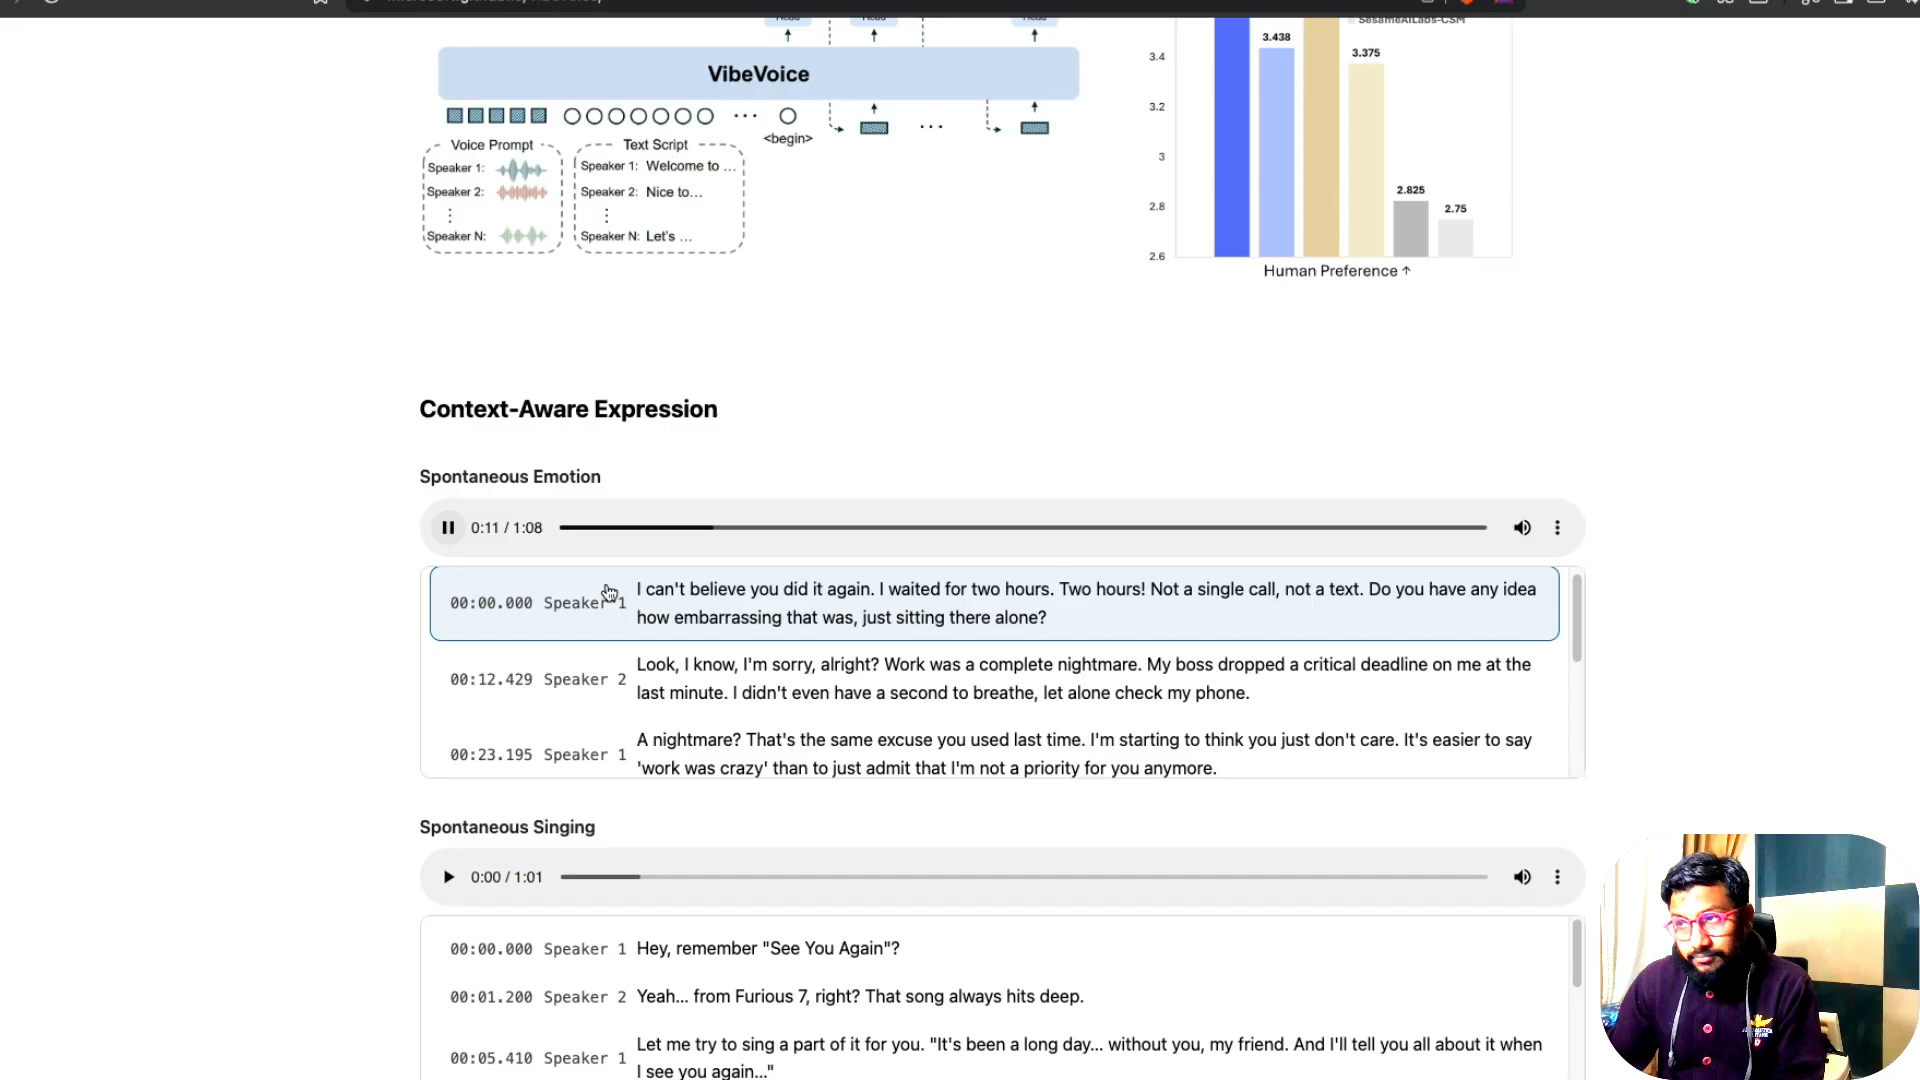 SesameAILabs-CSM
3.438
3.4
3.375
VibeVoice
3.2
<begin>
Voice Prompt
Text Script
3
Speaker 1:
Speaker 1: Welcome to ...
Speaker 2:
Speaker 2: Nice to...
2.825
2.8
2.75
Speaker N:
Speaker N: Let's ...
2.6
Human Preference ↑
Context-Aware Expression
Spontaneous Emotion
0:11 / 1:08
00:00.000 Speaker 1 I can't believe you did it again. I waited for two hours. Two hours! Not a single call, not a text. Do you have any idea
how embarrassing that was, just sitting there alone?
00:12.429 Speaker 2 Look, I know, I'm sorry, alright? Work was a complete nightmare. My boss dropped a critical deadline on me at the
last minute. I didn't even have a second to breathe, let alone check my phone.
00:23.195 Speaker 1 A nightmare? That's the same excuse you used last time. I'm starting to think you just don't care. It's easier to say
'work was crazy' than to just admit that I'm not a priority for you anymore.
Spontaneous Singing
0:00 / 1:01
00:00.000 Speaker 1 Hey, remember "See You Again"?
00:01.200 Speaker 2 Yeah... from Furious 7, right? That song always hits deep.
00:05.410 Speaker 1 Let me try to sing a part of it for you. "It's been a long day... without you, my friend. And I'll tell you all about it when
I see you again..."